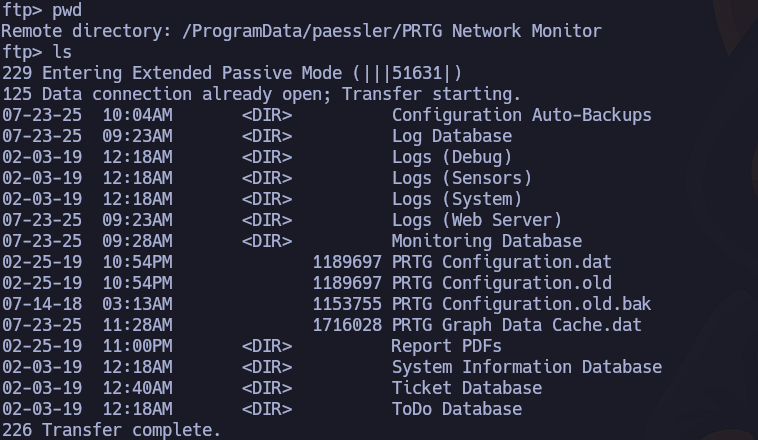 ftp> pwd
Remote directory: /ProgramData/paessler/PRTG Network Monitor
ftp> ls
229 Entering Extended Passive Mode (|||51631|)
125 Data connection already open; Transfer starting.
07-23-25  10:04AM       <DIR>          Configuration Auto-Backups
07-23-25  09:23AM       <DIR>          Log Database
02-03-19  12:18AM       <DIR>          Logs (Debug)
02-03-19  12:18AM       <DIR>          Logs (Sensors)
02-03-19  12:18AM       <DIR>          Logs (System)
07-23-25  09:23AM       <DIR>          Logs (Web Server)
07-23-25  09:28AM       <DIR>          Monitoring Database
02-25-19  10:54PM              1189697 PRTG Configuration.dat
02-25-19  10:54PM              1189697 PRTG Configuration.old
07-14-18  03:13AM              1153755 PRTG Configuration.old.bak
07-23-25  11:28AM              1716028 PRTG Graph Data Cache.dat
02-25-19  11:00PM       <DIR>          Report PDFs
02-03-19  12:18AM       <DIR>          System Information Database
02-03-19  12:40AM       <DIR>          Ticket Database
02-03-19  12:18AM       <DIR>          ToDo Database
226 Transfer complete.